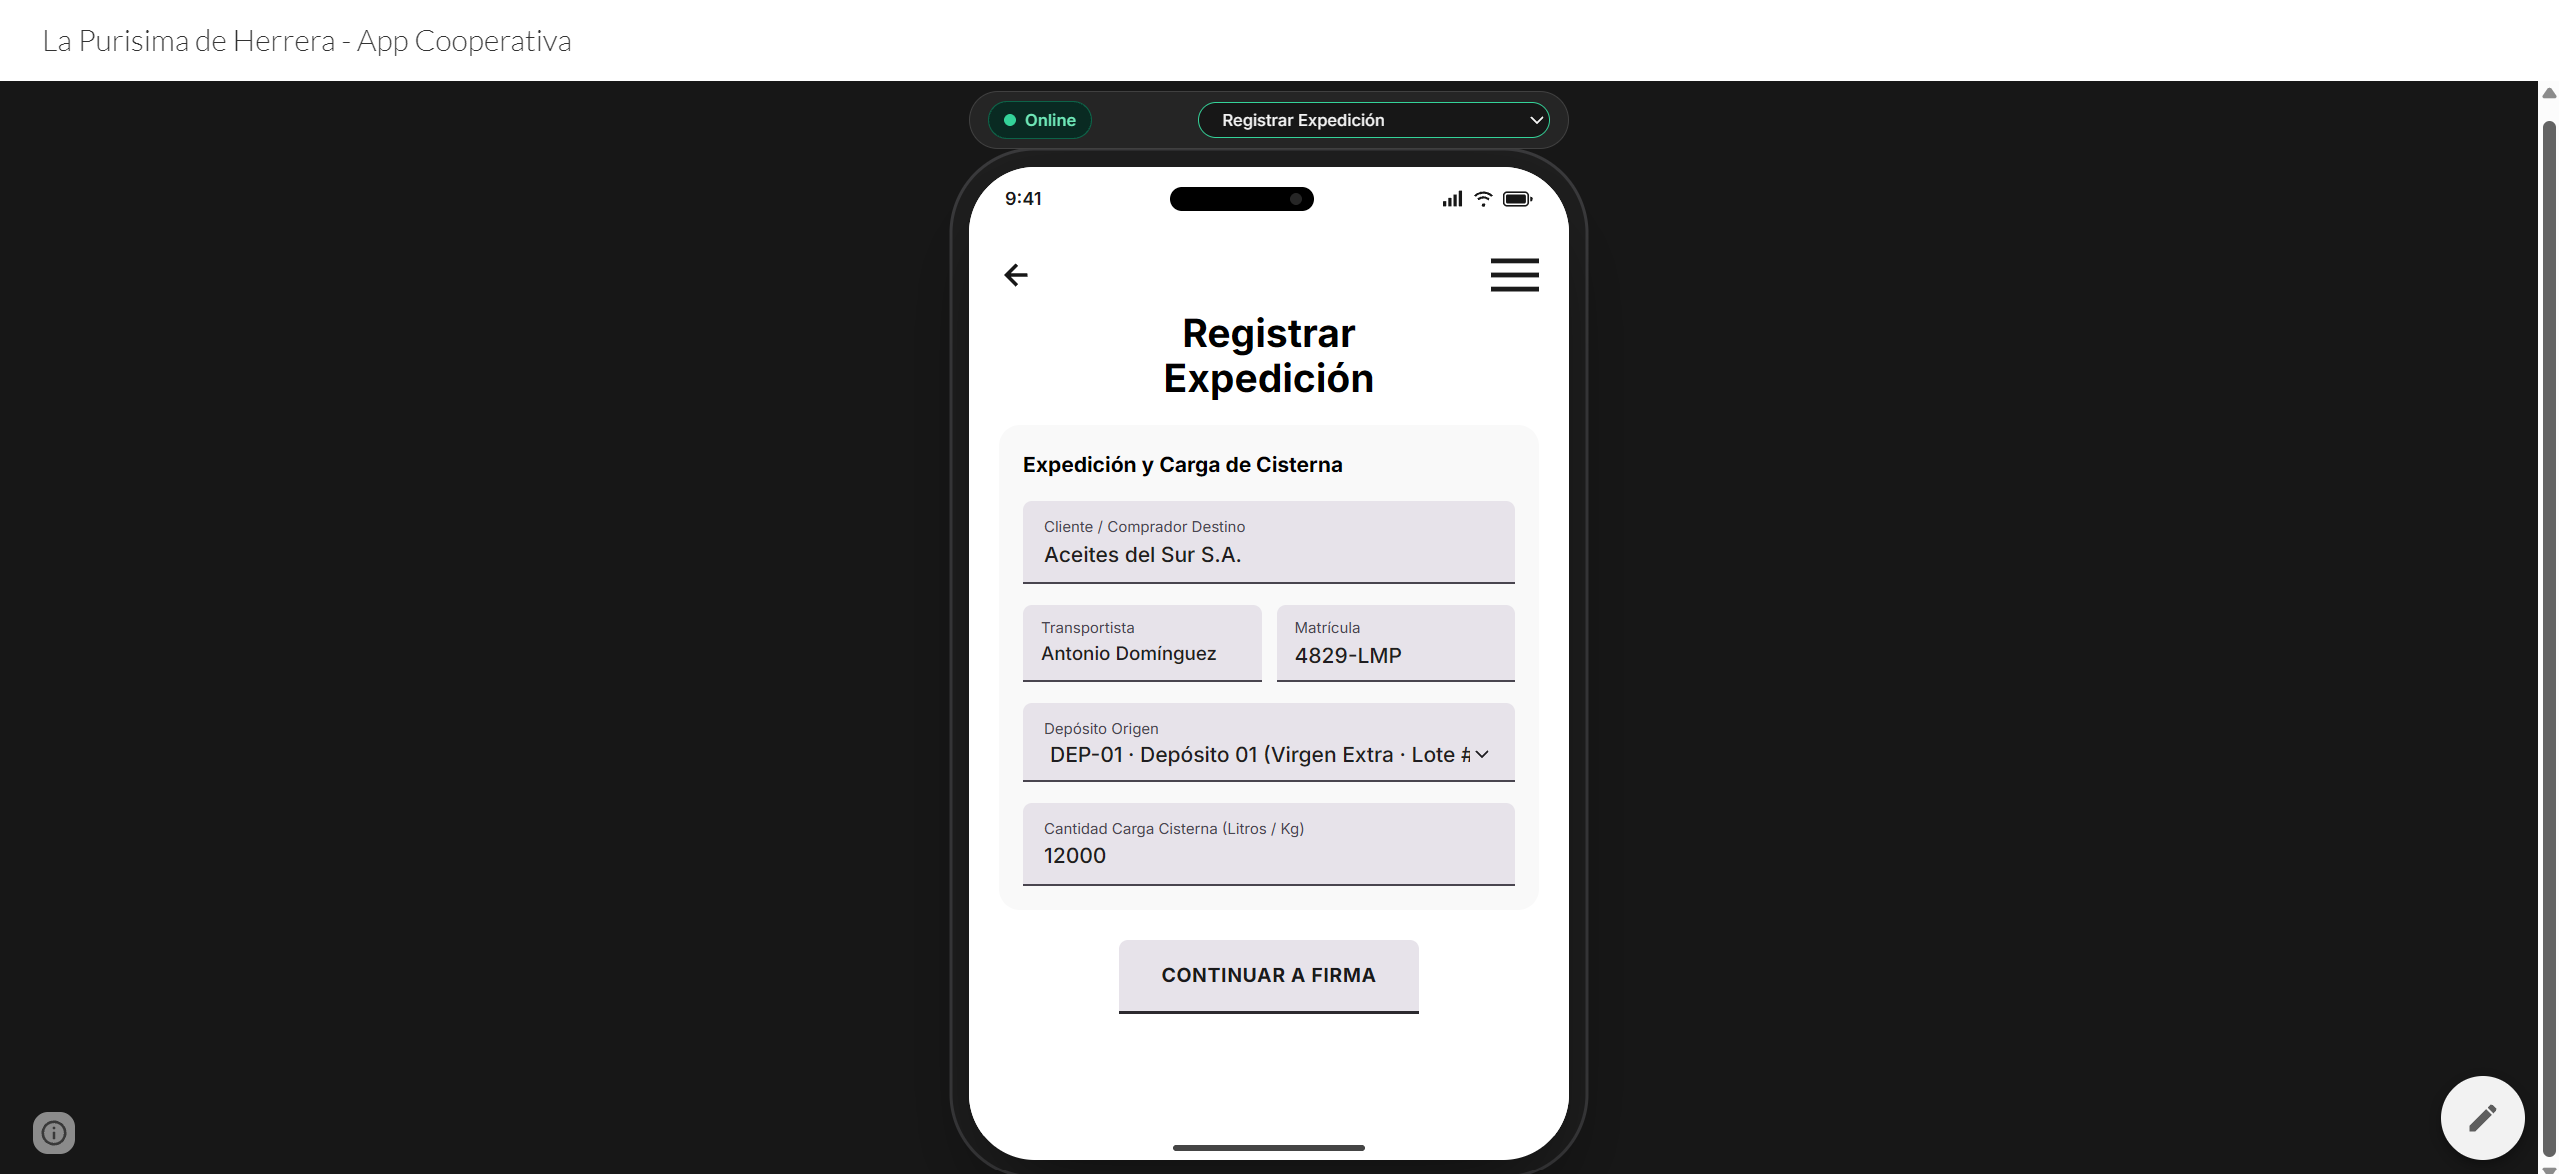 La Purisima de Herrera - App Cooperativa
Online
Registrar Expedición
9:41
Registrar
Expedición
Expedición y Carga de Cisterna
Cliente / Comprador Destino
Aceites del Sur S.A.
Transportista
Antonio Domínguez
Matrícula
4829-LMP
Depósito Origen
DEP-01 · Depósito 01 (Virgen Extra · Lote #
Cantidad Carga Cisterna (Litros / Kg)
12000
CONTINUAR A FIRMA